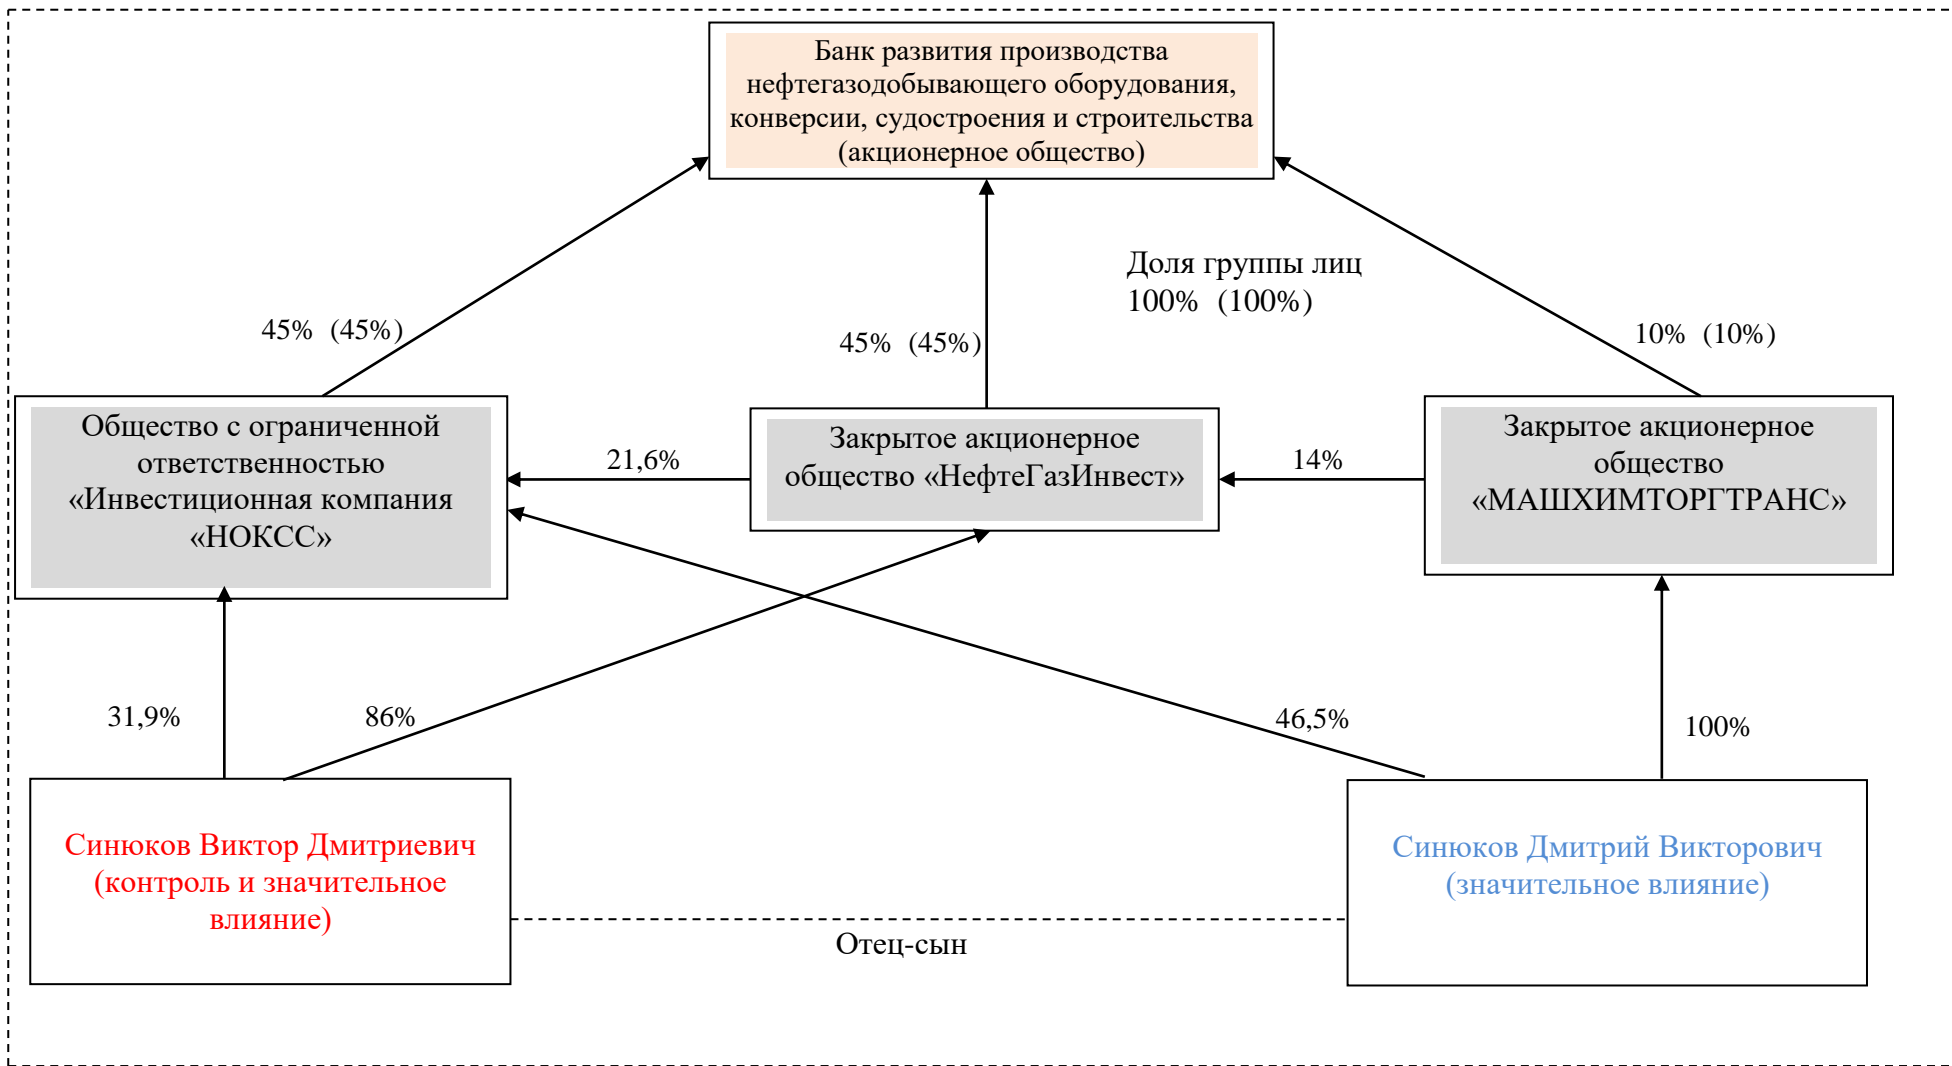 Банк развития производства
нефтегазодобывающего оборудования,
конверсии, судостроения и строительства
(акционерное общество)
Доля группы лиц
100% (100%)
45% (45%)
45% (45%)
10% (10%)
Общество с ограниченной
ответственностью
«Инвестиционная компания
«НОКСС»
21,6%
Закрытое акционерное
общество «НефтеГазИнвест»
14%
Закрытое акционерное
общество
«МАШХИМТОРГТРАНС»
31,9%
86%
46,5%
100%
Синюков Виктор Дмитриевич
(контроль и значительное
влияние)
Отец-сын
Синюков Дмитрий Викторович
(значительное влияние)